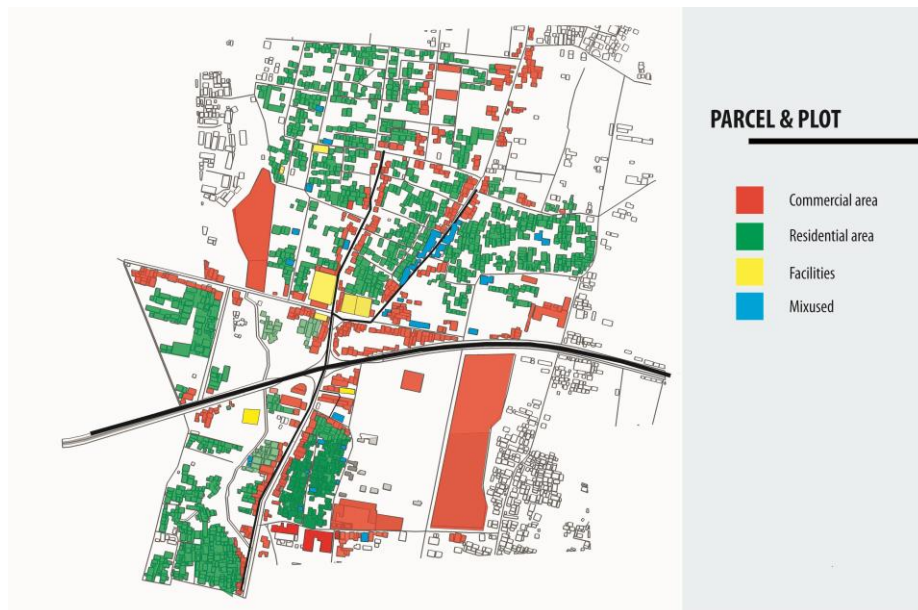 PARCEL & PLOT
Commercial area
Residential area
Facilities
Mixused